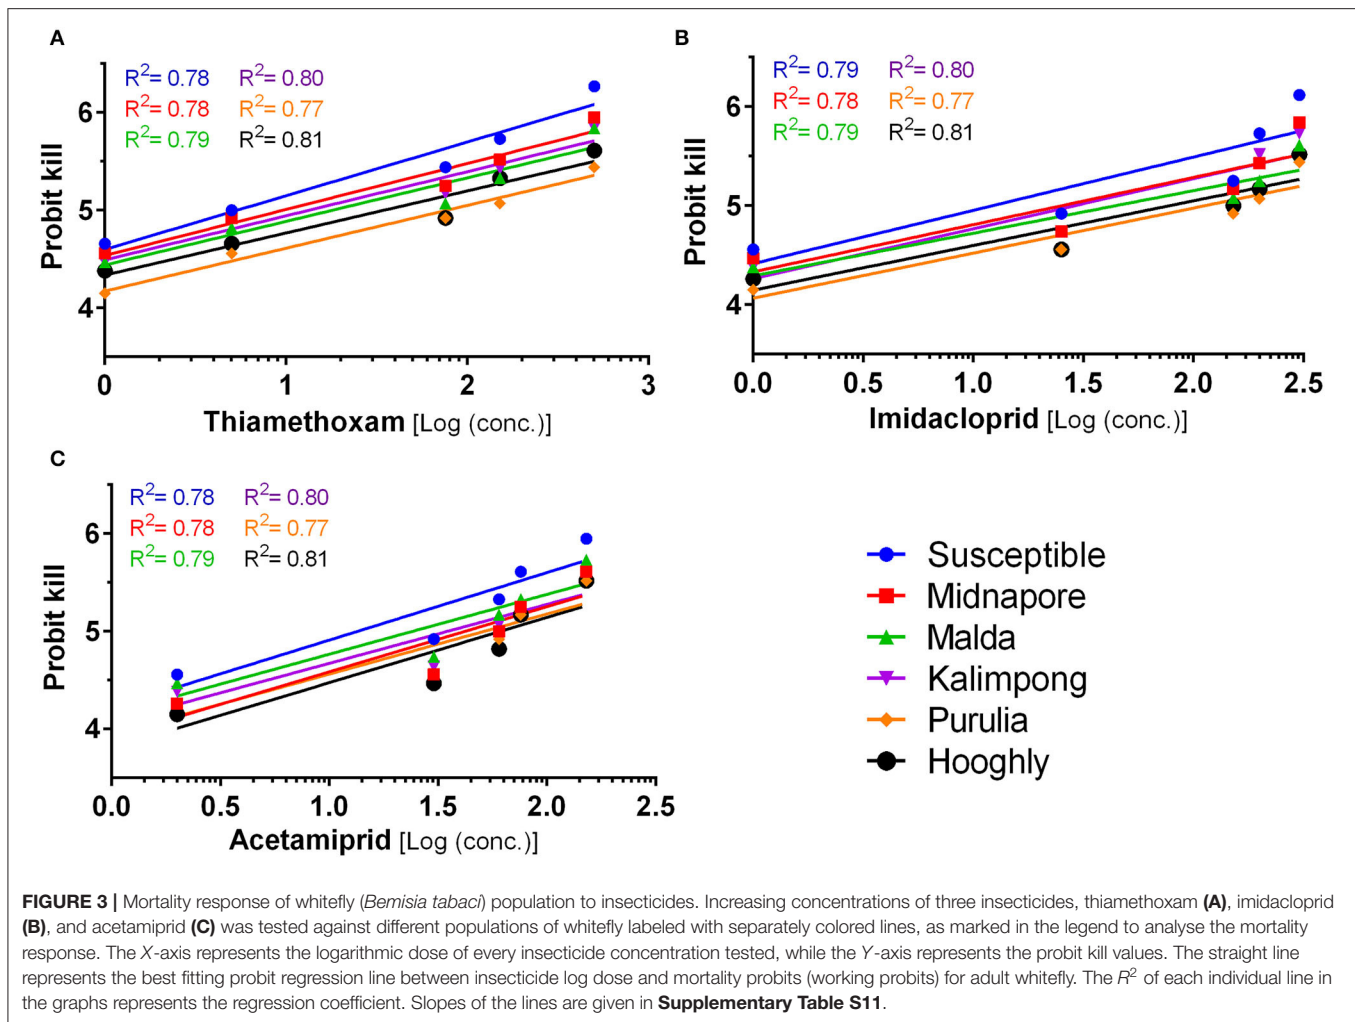 A
R2= 0.78 R2= 0.80
R2= 0.78 R2= 0.77
R2= 0.79 R2= 0.81
Probit kill
6
5
4
0 1 2 3
Thiamethoxam [Log (conc.)]
B
R2= 0.79 R2= 0.80
R2= 0.78 R2= 0.77
R2= 0.79 R2= 0.81
Probit kill
6
5
4
0.0 0.5 1.0 1.5 2.0 2.5
Imidacloprid [Log (conc.)]
C
R2= 0.78 R2= 0.80
R2= 0.78 R2= 0.77
R2= 0.79 R2= 0.81
Probit kill
6
5
4
0.0 0.5 1.0 1.5 2.0 2.5
Acetamiprid [Log (conc.)]
Susceptible
Midnapore
Malda
Kalimpong
Purulia
Hooghly
FIGURE 3 | Mortality response of whitefly (Bemisia tabaci) population to insecticides. Increasing concentrations of three insecticides, thiamethoxam (A), imidacloprid
(B), and acetamiprid (C) was tested against different populations of whitefly labeled with separately colored lines, as marked in the legend to analyse the mortality
response. The X-axis represents the logarithmic dose of every insecticide concentration tested, while the Y-axis represents the probit kill values. The straight line
represents the best fitting probit regression line between insecticide log dose and mortality probits (working probits) for adult whitefly. The R2 of each individual line in
the graphs represents the regression coefficient. Slopes of the lines are given in Supplementary Table S11.